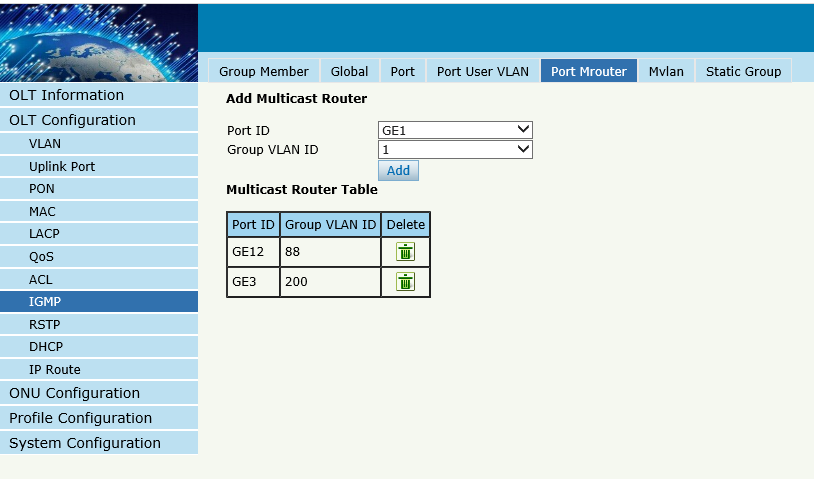 Group Member Global Port Port User VLAN Port Mrouter Mvlan Static Group
OLT Information
OLT Configuration
VLAN
Uplink Port
PON
MAC
LACP
QoS
ACL
IGMP
RSTP
DHCP
IP Route
ONU Configuration
Profile Configuration
System Configuration
Add Multicast Router
Port ID GE1
Group VLAN ID 1
Add
Multicast Router Table
Port ID Group VLAN ID Delete
GE12 88
GE3 200